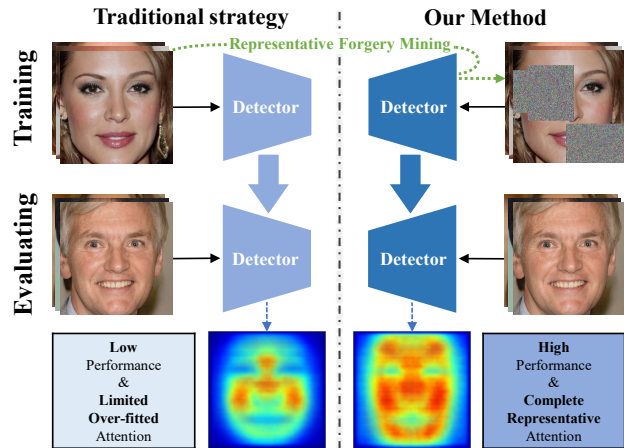 Traditional strategy
Our Method
Representative Forgery Mining
Training
Detector
Detector
Evaluating
Detector
Detector
Low
Performance
&
Limited
Over-fitted
Attention
High
Performance
&
Complete
Representative
Attention